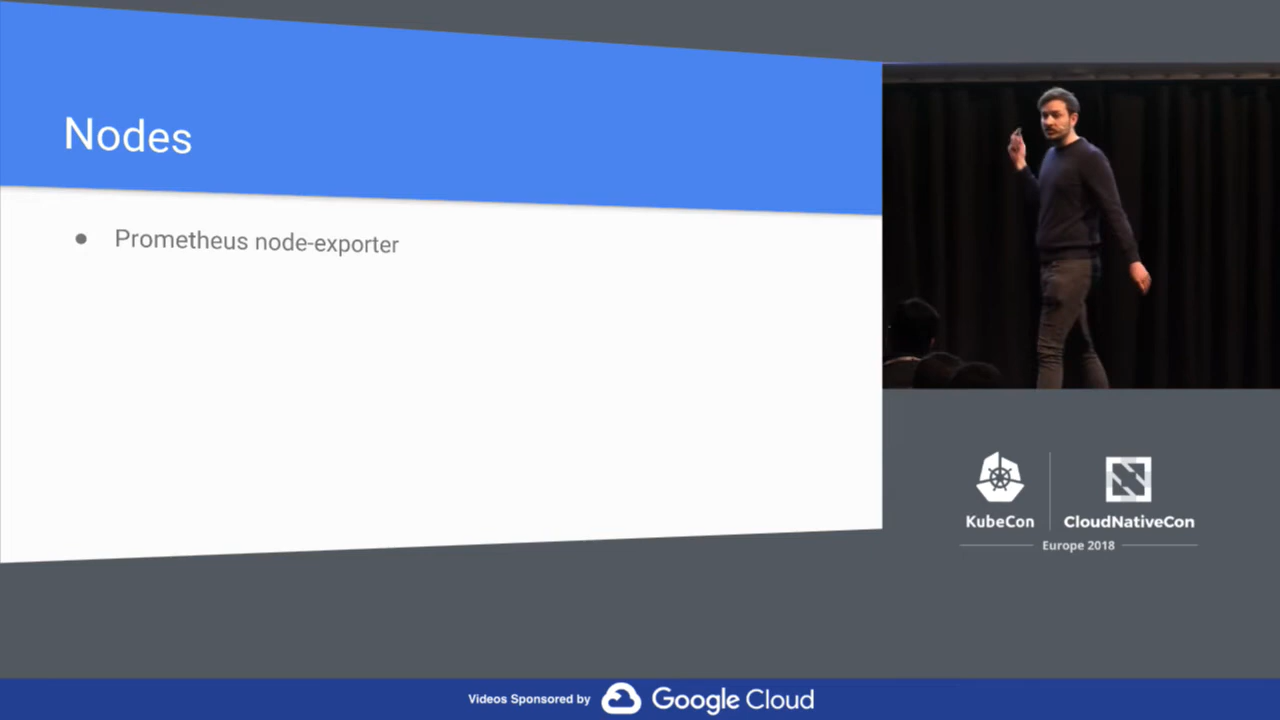 Nodes
● Prometheus node-exporter
KubeCon
CloudNativeCon
Europe 2018
Videos Sponsored by Google Cloud